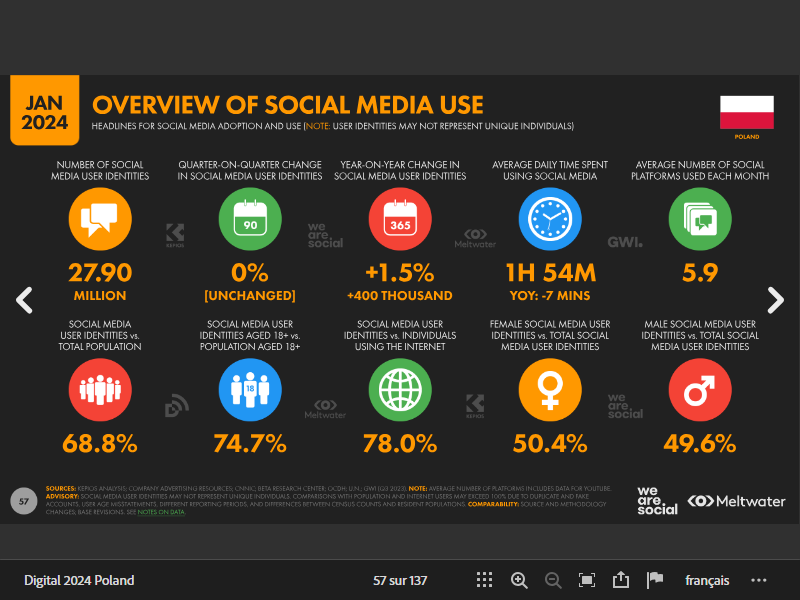 JAN
2024
OVERVIEW OF SOCIAL MEDIA USE
HEADLINES FOR SOCIAL MEDIA ADOPTION AND USE (NOTE: USER IDENTITIES MAY NOT REPRESENT UNIQUE INDIVIDUALS)
POLAND
NUMBER OF SOCIAL
MEDIA USER IDENTITIES
27.90
MILLION
QUARTER-ON-QUARTER CHANGE
IN SOCIAL MEDIA USER IDENTITIES
90
0%
[UNCHANGED]
YEAR-ON-YEAR CHANGE IN
SOCIAL MEDIA USER IDENTITIES
365
+1.5%
+400 THOUSAND
AVERAGE DAILY TIME SPENT
USING SOCIAL MEDIA
1H 54M
YOY: -7 MINS
AVERAGE NUMBER OF SOCIAL
PLATFORMS USED EACH MONTH
5.9
KEPIOS
we
are.
social
Meltwater
GWI.
SOCIAL MEDIA
USER IDENTITIES vs.
TOTAL POPULATION
68.8%
SOCIAL MEDIA USER
IDENTITIES AGED 18+ vs.
POPULATION AGED 18+
18
74.7%
SOCIAL MEDIA USER
IDENTITIES vs. INDIVIDUALS
USING THE INTERNET
78.0%
FEMALE SOCIAL MEDIA USER
IDENTITIES vs. TOTAL SOCIAL
MEDIA USER IDENTITIES
50.4%
MALE SOCIAL MEDIA USER
IDENTITIES vs. TOTAL SOCIAL
MEDIA USER IDENTITIES
49.6%
Meltwater
KEPIOS
we
are.
social
57
SOURCES: KEPIOS ANALYSIS; COMPANY ADVERTISING RESOURCES; CNNIC; BETA RESEARCH CENTER; OCDH; U.N.; GWI (Q3 2023). NOTE: AVERAGE NUMBER OF PLATFORMS INCLUDES DATA FOR YOUTUBE.
ADVISORY: SOCIAL MEDIA USER IDENTITIES MAY NOT REPRESENT UNIQUE INDIVIDUALS. COMPARISONS WITH POPULATION AND INTERNET USERS MAY EXCEED 100% DUE TO DUPLICATE AND FAKE
ACCOUNTS, USER AGE MISSTATEMENTS, DIFFERENT REPORTING PERIODS, AND DIFFERENCES BETWEEN CENSUS COUNTS AND RESIDENT POPULATIONS. COMPARABILITY: SOURCE AND METHODOLOGY
CHANGES; BASE REVISIONS. SEE NOTES ON DATA.
we
are.
social
Meltwater
Digital 2024 Poland
57 sur 137
français